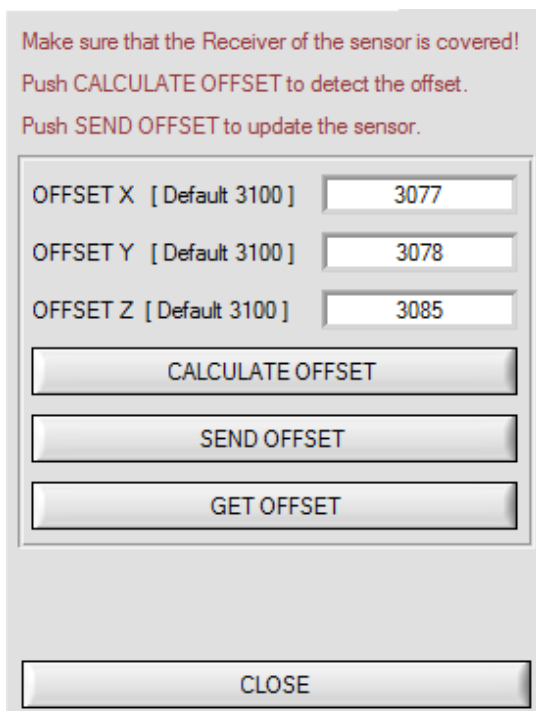 Make sure that the Receiver of the sensor is covered!
Push CALCULATE OFFSET to detect the offset.
Push SEND OFFSET to update the sensor.
OFFSET X [ Default 3100 ] 3077
OFFSET Y [ Default 3100 ] 3078
OFFSET Z [ Default 3100 ] 3085
CALCULATE OFFSET
SEND OFFSET
GET OFFSET
CLOSE